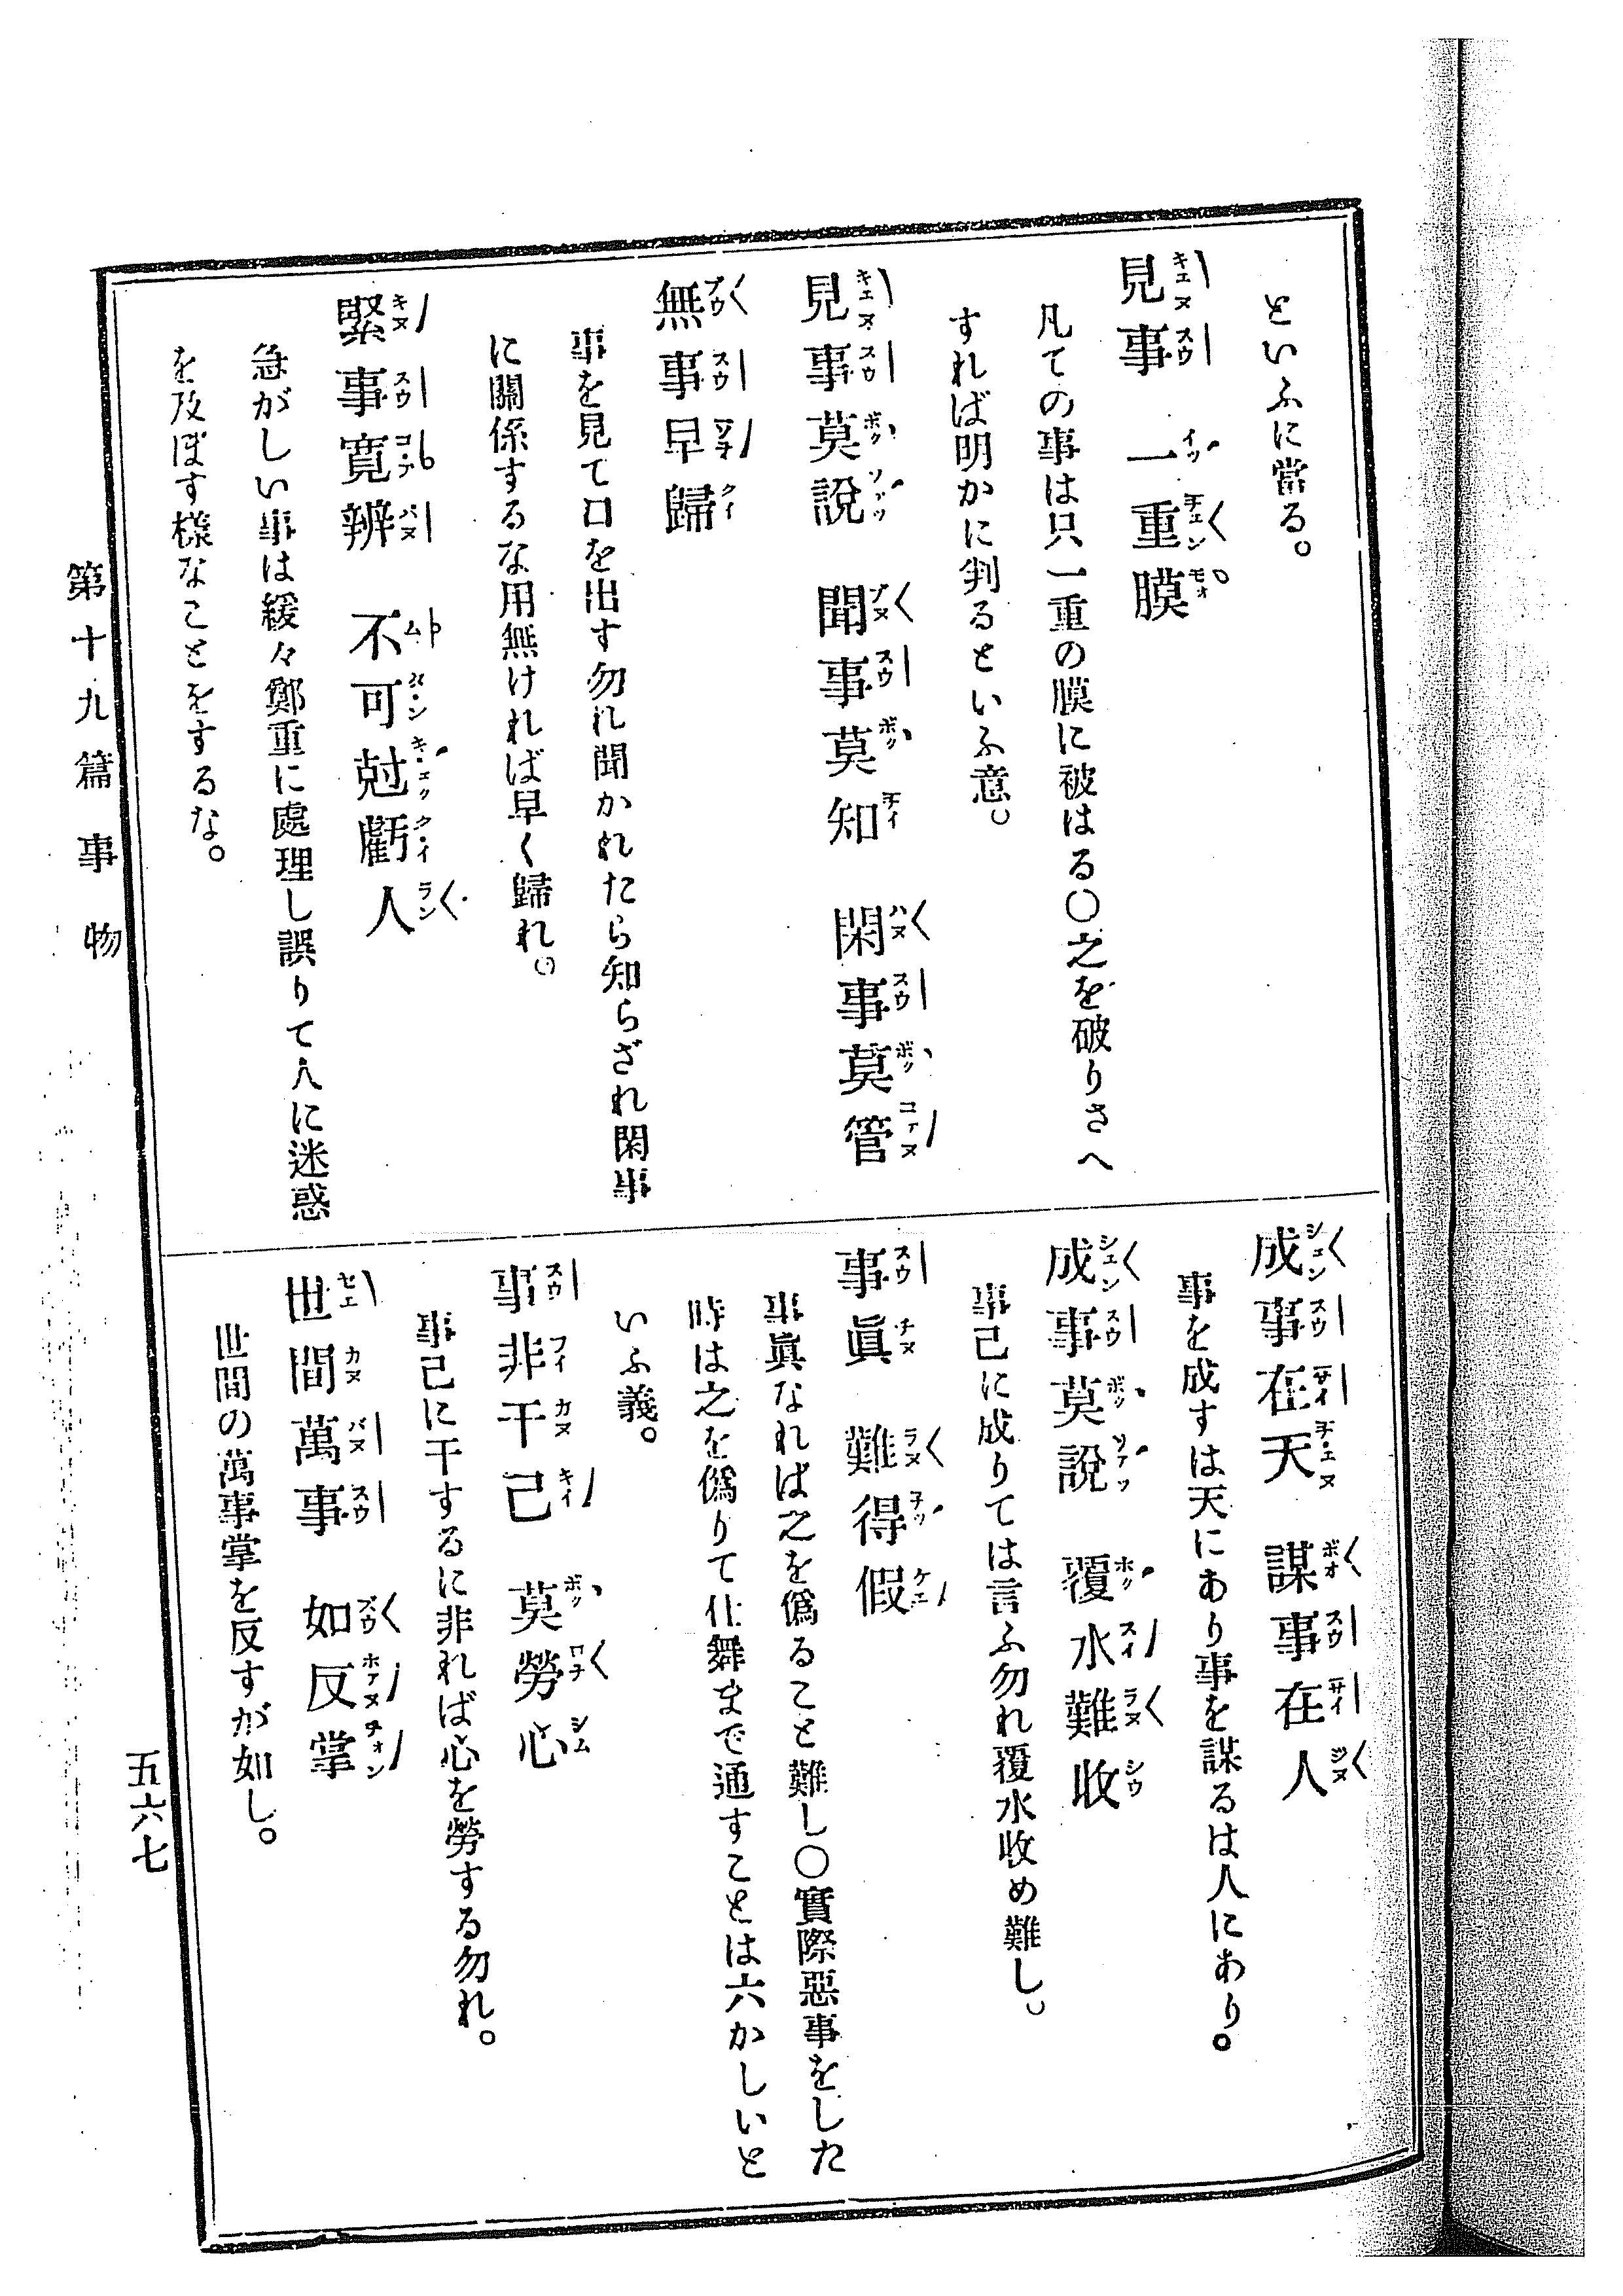 といふに當る。
見事　一重膜
凡ての事は只一重の膜に被はる〇之を破りさへ
すれば明かに判るといふ意。
見事莫說　聞事莫知　閑事莫管
無事早歸
事を見て口を出す勿れ聞かれたら知らざれ閑事
に關係するな用無ければ早く歸れ。
緊事寬辨　不可尅虧人
急がしい事は緩々鄭重に處理し誤りて人に迷惑
を及ぼす樣なことをするな。
成事在天　謀事在人
事を成すは天にあり事を謀るは人にあり。
成事莫說　覆水難收
事已に成りては言ふ勿れ覆水收め難し。
事眞　難得假
事眞なれば之を僞ること難し〇實際惡事をした
時は之を僞りて仕舞まで通すことは六かしいと
いふ義。
事非干己　莫勞心
事己に干するに非れば心を勞する勿れ。
世間萬事　如反掌
世間の萬事掌を反すが如し。
第十九篇　事物
五六七